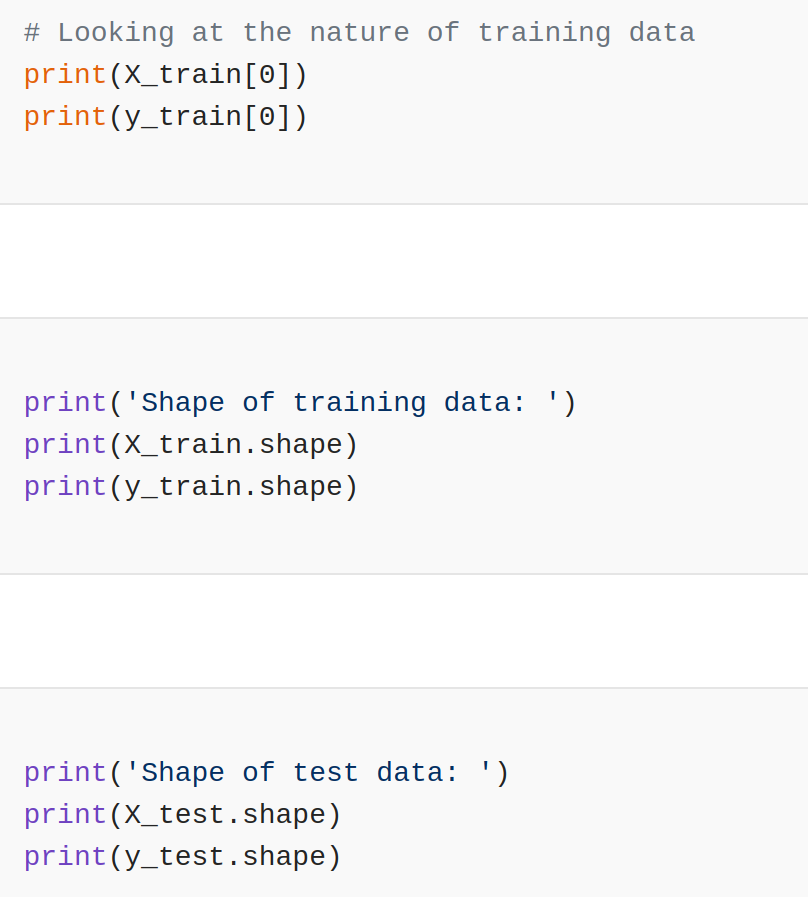 # Looking at the nature of training data
print(X_train[0])
print(y_train[0])
print('Shape of training data: ')
print(X_train.shape)
print(y_train.shape)
print('Shape of test data: ')
print(X_test.shape)
print(y_test.shape)